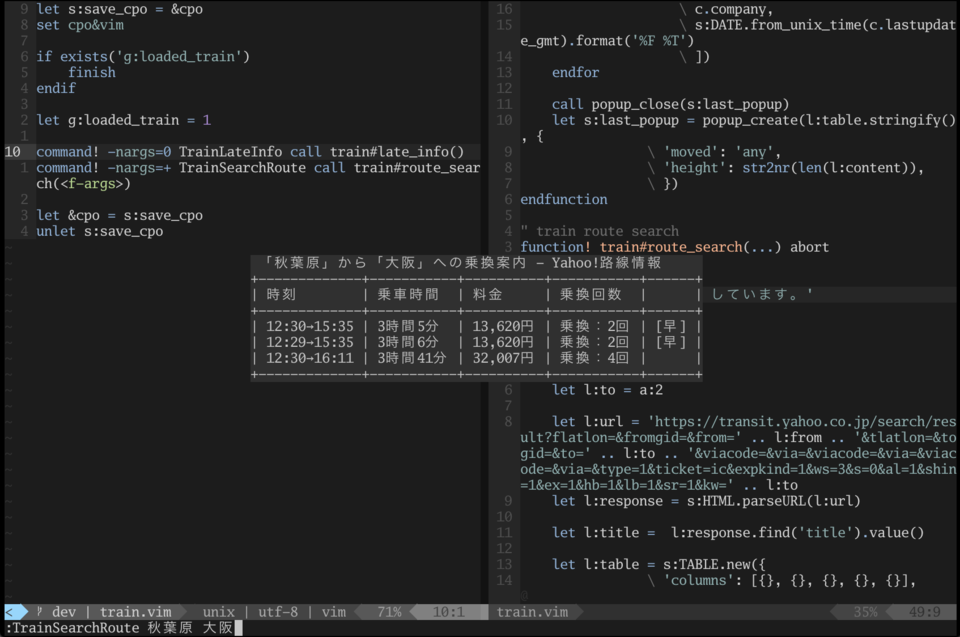 9 let s:save_cpo = &cpo
8 set cpo&vim
7
6 if exists('g:loaded_train')
5     finish
4 endif
3
2 let g:loaded_train = 1
1
10 command! -nargs=0 TrainLateInfo call train#late_info()
1 command! -nargs=+ TrainSearchRoute call train#route_sear
ch(<f-args>)
2
3 let &cpo = s:save_cpo
4 unlet s:save_cpo
16 \ c.company,
15 \ s:DATE.from_unix_time(c.lastupdat
e_gmt).format('%F %T')
14 \ ])
13     endfor
12
11     call popup_close(s:last_popup)
10     let s:last_popup = popup_create(l:table.stringify()
, {
9 \ 'moved': 'any',
8 \ 'height': str2nr(len(l:content)),
7 \ })
6 endfunction
5
4 " train route search
3 function! train#route_search(...) abort
しています。'
「秋葉原」から「大阪」への乗換案内 - Yahoo!路線情報
+-------------+-----------+----------+-----------+------+
| 時刻 | 乗車時間 | 料金 | 乗換回数 | |
+-------------+-----------+----------+-----------+------+
| 12:30→15:35 | 3時間5分 | 13,620円 | 乗換：2回 | [早] |
| 12:29→15:35 | 3時間6分 | 13,620円 | 乗換：2回 | [早] |
| 12:30→16:11 | 3時間41分 | 32,007円 | 乗換：4回 | |
+-------------+-----------+----------+-----------+------+
6     let l:to = a:2
7
8     let l:url = 'https://transit.yahoo.co.jp/search/res
ult?flatlon=&fromgid=&from=' .. l:from .. '&tlatlon=&to
gid=&to=' .. l:to .. '&viacode=&via=&viacode=&via=&viac
ode=&via=&type=1&ticket=ic&expkind=1&ws=3&s=0&al=1&shin
=1&ex=1&hb=1&lb=1&sr=1&kw=' .. l:to
9     let l:response = s:HTML.parseURL(l:url)
10
11     let l:title =  l:response.find('title').value()
12
13     let l:table = s:TABLE.new({
14 \ 'columns': [{}, {}, {}, {}, {}],
@
< dev | train.vim unix | utf-8 | vim 71% 10:1 train.vim 35% 49:9
:TrainSearchRoute 秋葉原 大阪